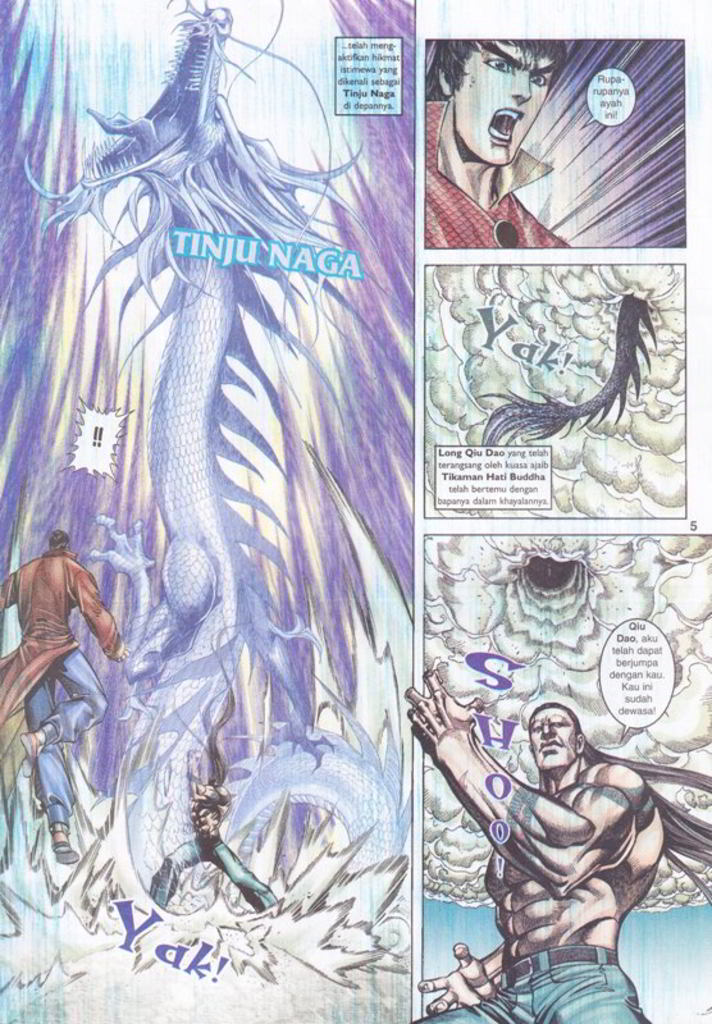 ...telah meng-
aktifkan hikmat
istimewa yang
dikenali sebagai
Tinju Naga
di depannya.
TINJU NAGA
!!
Yak!
Rupa-
rupanya
ayah
ini!
Yak!
Long Qiu Dao yang telah
terangsang oleh kuasa ajaib
Tikaman Hati Buddha
telah bertemu dengan
bapanya dalam khayalannya.
5
Qiu
Dao, aku
telah dapat
berjumpa
dengan kau.
Kau ini
sudah
dewasa!
SHOO!